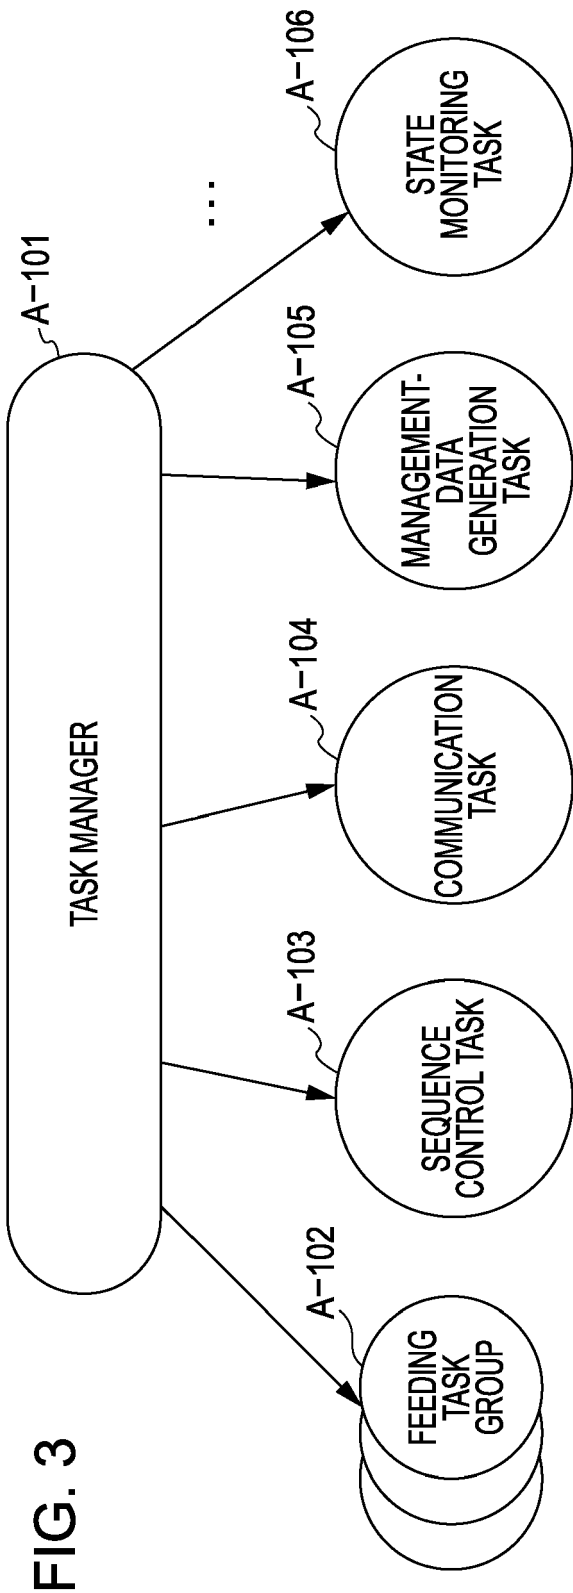 FIG. 3
TASK MANAGER
A-101
A-102
FEEDING
TASK
GROUP
A-103
SEQUENCE
CONTROL TASK
A-104
COMMUNICATION
TASK
A-105
MANAGEMENT-
DATA
GENERATION
TASK
...
A-106
STATE
MONITORING
TASK